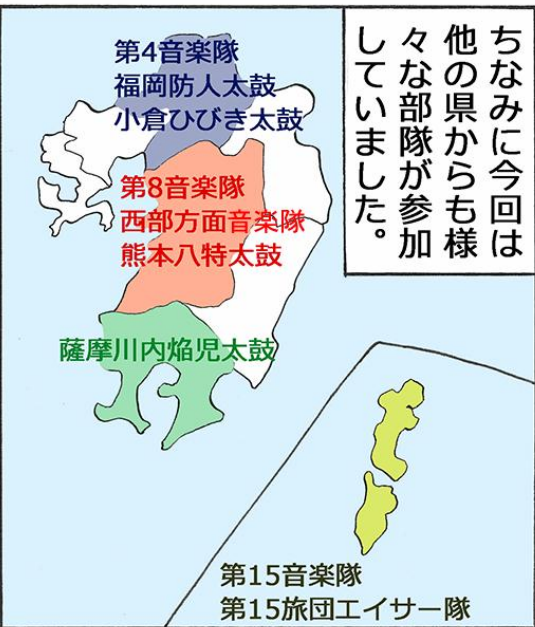 ちなみに今回は
他の県からも様
々な部隊が参加
していました。
第4音楽隊
福岡防人太鼓
小倉ひびき太鼓
第8音楽隊
西部方面音楽隊
熊本八特太鼓
薩摩川内焔児太鼓
第15音楽隊
第15旅団エイサー隊